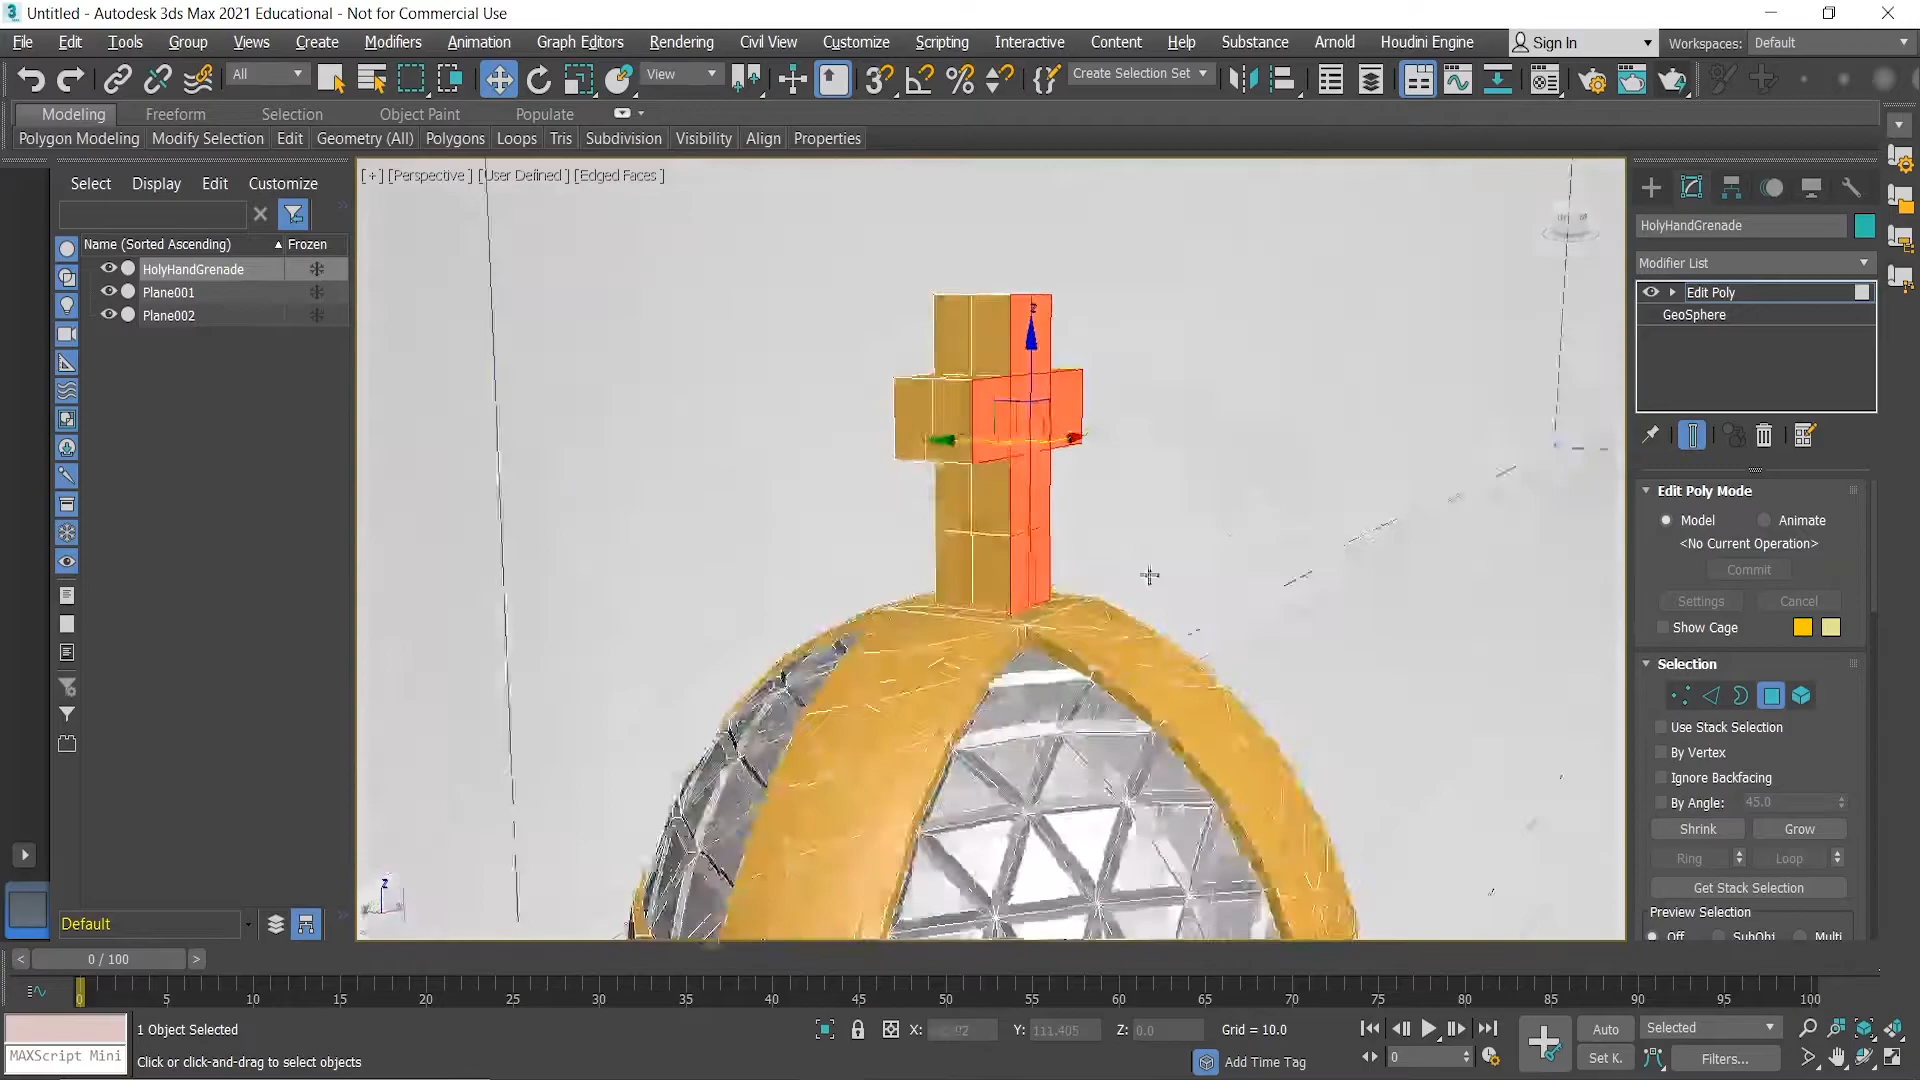 Untitled - Autodesk 3ds Max 2021 Educational - Not for Commercial Use
File Edit Tools Group Views Create Modifiers Animation Graph Editors Rendering Civil View Customize Scripting Interactive Content Help Substance Arnold Houdini Engine Sign In Workspaces: Default
All View Create Selection Set
Modeling Freeform Selection Object Paint Populate
Polygon Modeling Modify Selection Edit Geometry (All) Polygons Loops Tris Subdivision Visibility Align Properties
Select Display Edit Customize
[ + ] [Perspective ] [User Defined ] [Edged Faces ]
Name (Sorted Ascending) Frozen
HolyHandGrenade
Plane001
Plane002
HolyHandGrenade
Modifier List
Edit Poly
GeoSphere
Edit Poly Mode
Model Animate
<No Current Operation>
Commit
Settings Cancel
Show Cage
Selection
Use Stack Selection
By Vertex
Ignore Backfacing
By Angle: 45.0
Shrink Grow
Ring Loop
Get Stack Selection
Preview Selection
Off SubObj Multi
z
z
Default
< 0 / 100 >
0 5 10 15 20 25 30 35 40 45 50 55 60 65 70 75 80 85 90 95 100
1 Object Selected
X: Y: 111.405 Z: 0.0 Grid = 10.0
Auto Selected
MAXScript Mini
Click or click-and-drag to select objects
Add Time Tag
0
Set K. Filters...